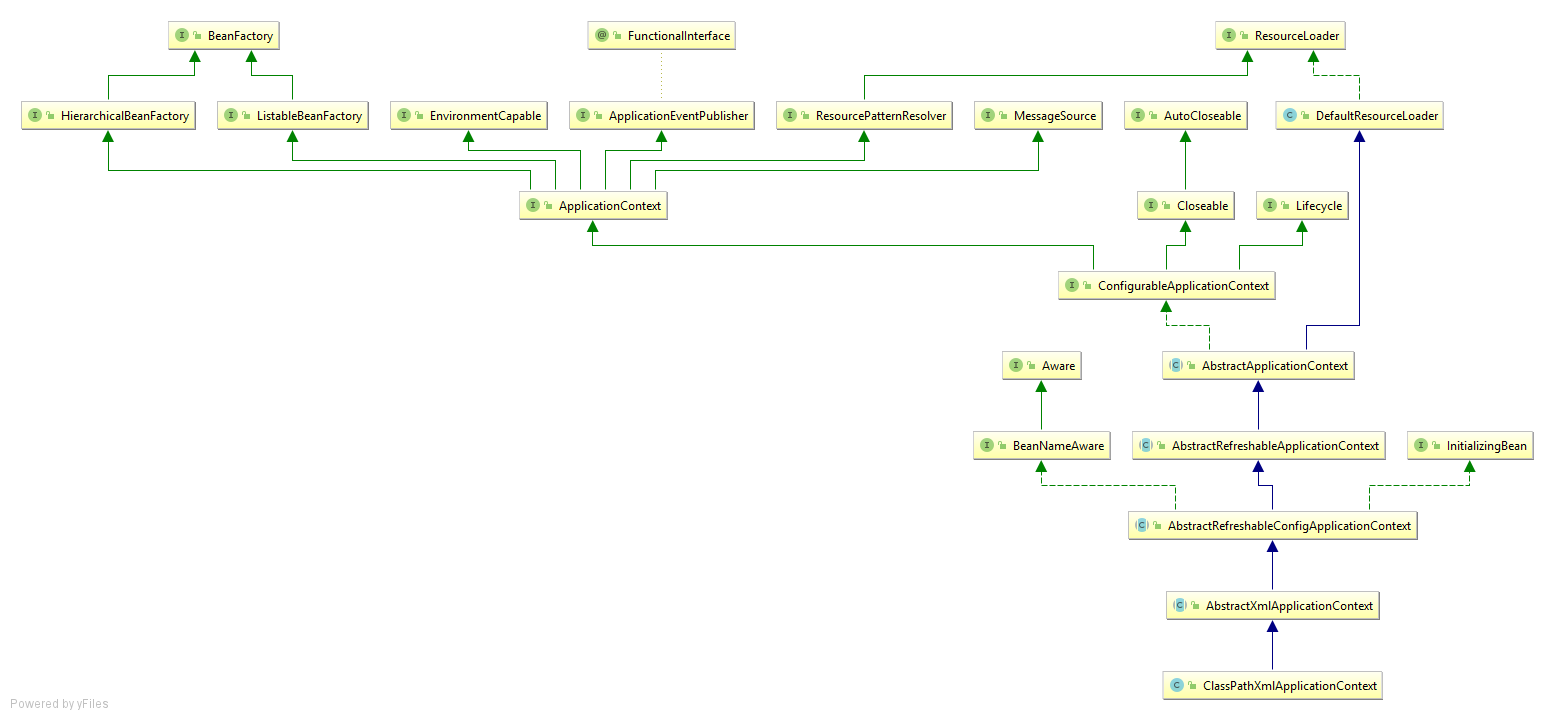 BeanFactory
FunctionalInterface
ResourceLoader
HierarchicalBeanFactory
ListableBeanFactory
EnvironmentCapable
ApplicationEventPublisher
ResourcePatternResolver
MessageSource
AutoCloseable
DefaultResourceLoader
ApplicationContext
Closeable
Lifecycle
ConfigurableApplicationContext
Aware
AbstractApplicationContext
BeanNameAware
AbstractRefreshableApplicationContext
InitializingBean
AbstractRefreshableConfigApplicationContext
AbstractXmlApplicationContext
ClassPathXmlApplicationContext
Powered by yFiles